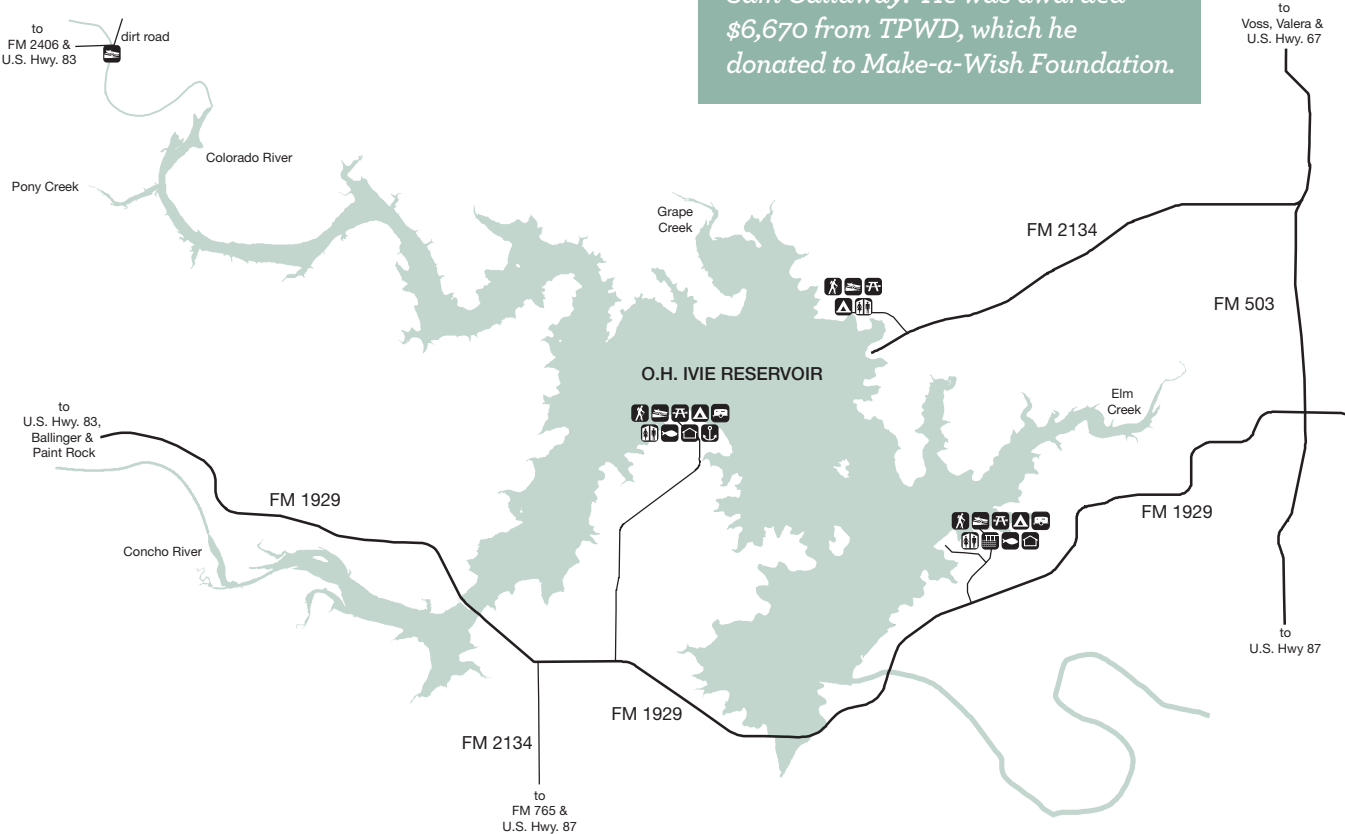 $6,670 from TPWD, which he
donated to Make-a-Wish Foundation.
to
FM 2406 &
U.S. Hwy. 83
dirt road
to
Voss, Valera &
U.S. Hwy. 67
Colorado River
Pony Creek
Grape
Creek
FM 2134
FM 503
O.H. IVIE RESERVOIR
Elm
Creek
to
U.S. Hwy. 83,
Ballinger &
Paint Rock
FM 1929
FM 1929
Concho River
to
U.S. Hwy 87
FM 1929
FM 2134
to
FM 765 &
U.S. Hwy. 87